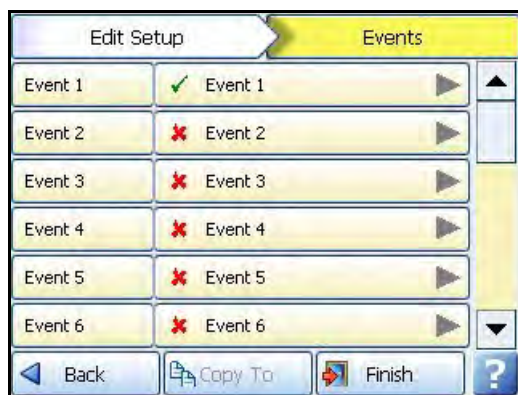 Edit Setup Events
Event 1 Event 1
Event 2 Event 2
Event 3 Event 3
Event 4 Event 4
Event 5 Event 5
Event 6 Event 6
Back Copy To Finish ?